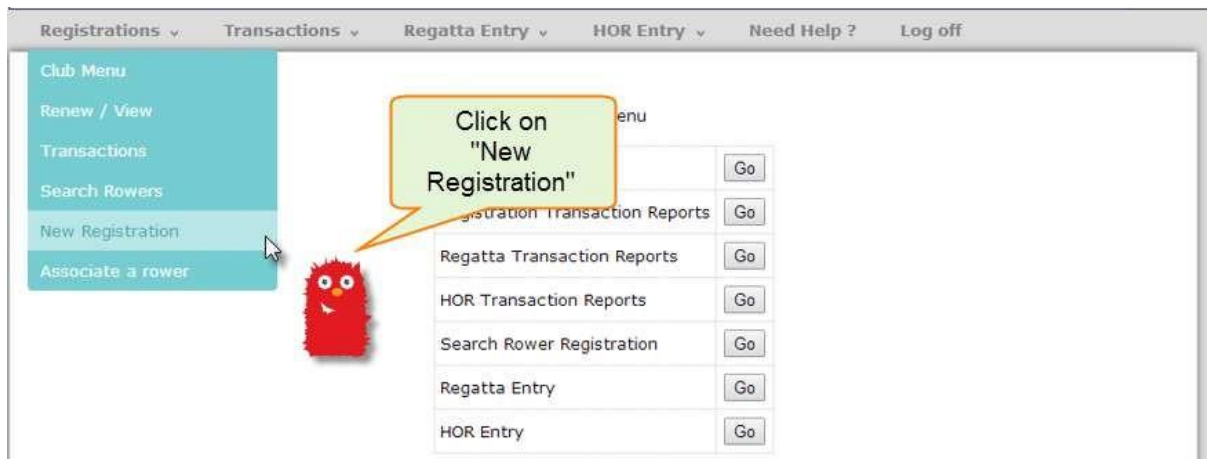 Registrations Transactions Regatta Entry HOR Entry Need Help ? Log off
Club Menu
Renew / View
Transactions
Search Rowers
New Registration
Associate a rower
enu
Click on
"New
Registration"
Go
Registration Transaction Reports Go
Regatta Transaction Reports Go
HOR Transaction Reports Go
Search Rower Registration Go
Regatta Entry Go
HOR Entry Go